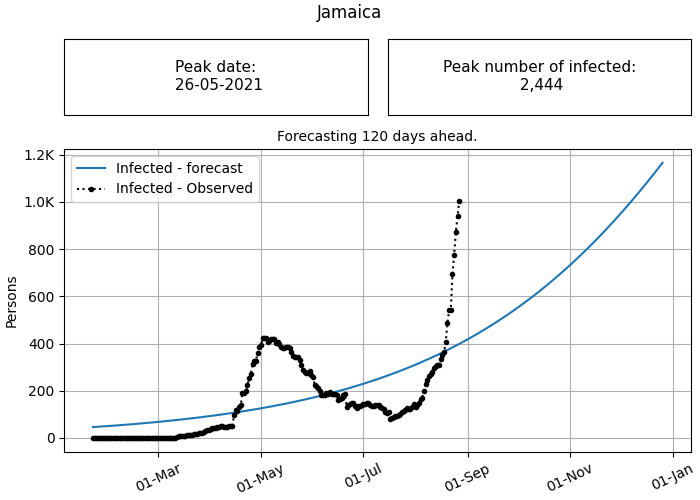 Jamaica
Peak date:
26-05-2021
Peak number of infected:
2,444
Forecasting 120 days ahead.
Infected - forecast
Infected - Observed
1.2K
1.0K
800
600
400
200
0
Persons
01-Mar
01-May
01-Jul
01-Sep
01-Nov
01-Jan